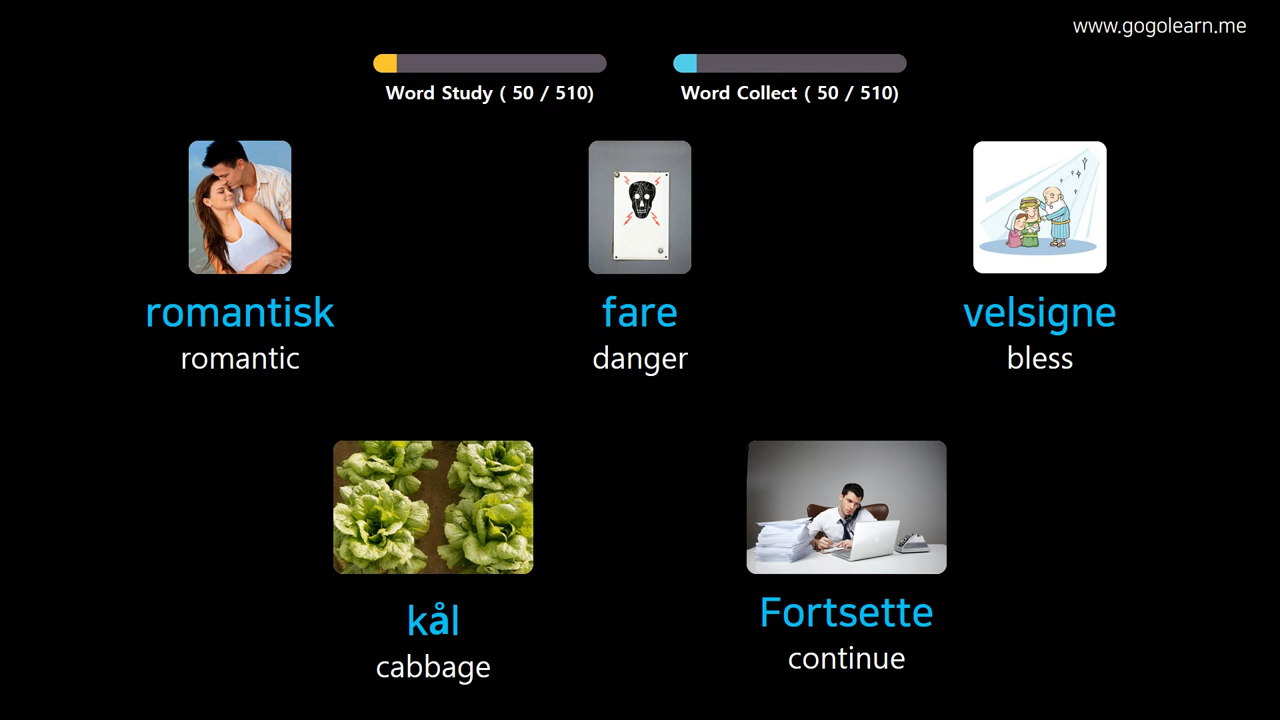 www.gogolearn.me
Word Study ( 50 / 510)
Word Collect ( 50 / 510)
romantisk
romantic
fare
danger
velsigne
bless
kål
cabbage
Fortsette
continue